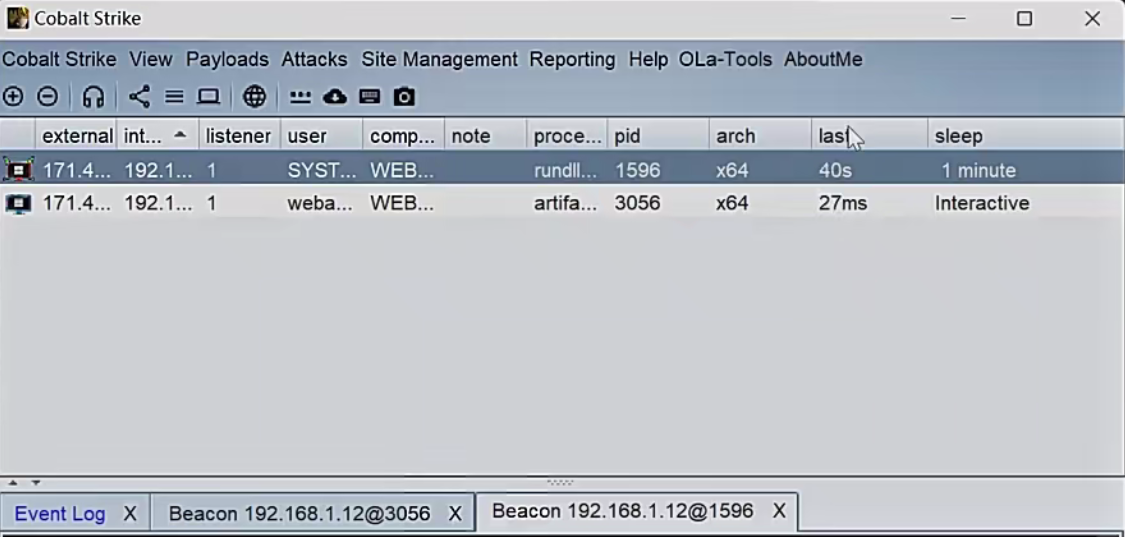 Cobalt Strike
Cobalt Strike View Payloads Attacks Site Management Reporting Help OLa-Tools AboutMe
external int... listener user comp... note proce... pid arch last sleep
171.4... 192.1... 1 SYST... WEB... rundll... 1596 x64 40s 1 minute
171.4... 192.1... 1 weba... WEB... artifa... 3056 x64 27ms Interactive
Event Log X Beacon 192.168.1.12@3056 X Beacon 192.168.1.12@1596 X